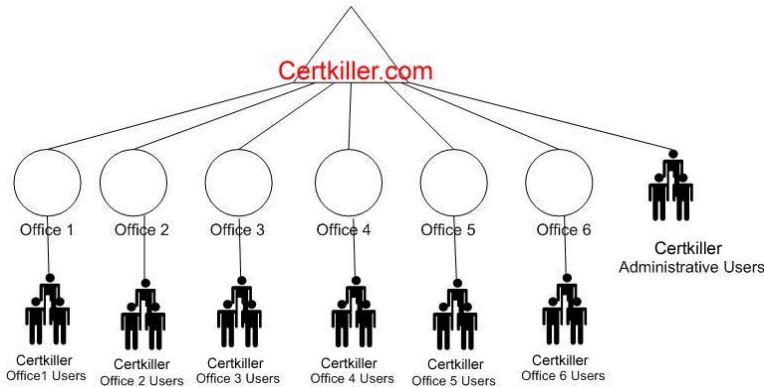 Certkiller.com
Office 1
Office 2
Office 3
Office 4
Office 5
Office 6
Certkiller
Administrative Users
Certkiller
Office1 Users
Certkiller
Office 2 Users
Certkiller
Office 3 Users
Certkiller
Office 4 Users
Certkiller
Office 5 Users
Certkiller
Office 6 Users